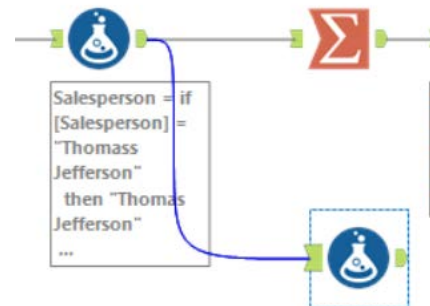 Salesperson = if
[Salesperson] =
"Thomass
Jefferson"
then "Thomas
Jefferson"
...